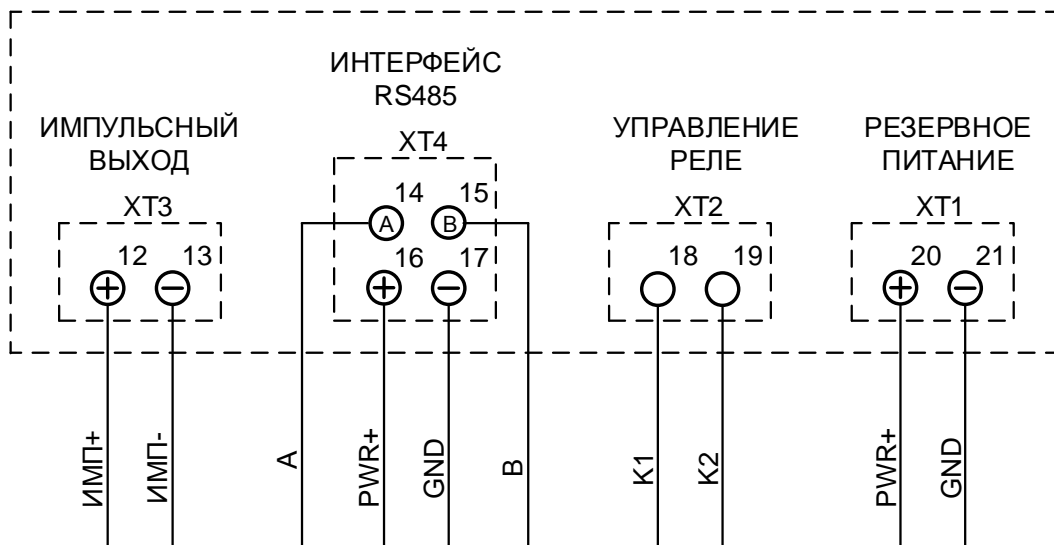 ИНТЕРФЕЙС
RS485
ИМПУЛЬСНЫЙ
ВЫХОД
УПРАВЛЕНИЕ
РЕЛЕ
РЕЗЕРВНОЕ
ПИТАНИЕ
XT4
XT3
XT2
XT1
14 15
A B
12 13
16 17
18 19
20 21
+ −
+ −
+ −
ИМП+
ИМП-
A
PWR+
GND
B
K1
K2
PWR+
GND